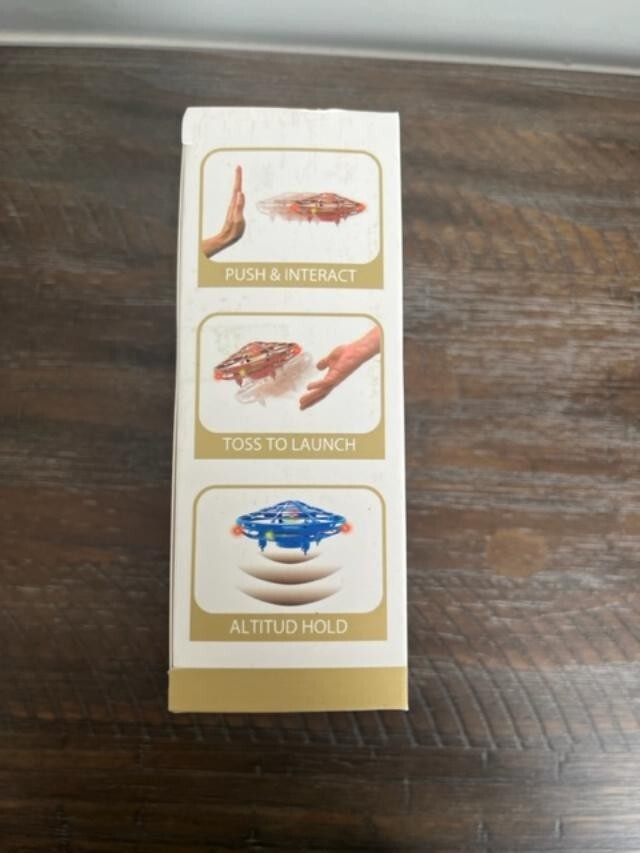 PUSH & INTERACT
TOSS TO LAUNCH
ALTITUD HOLD